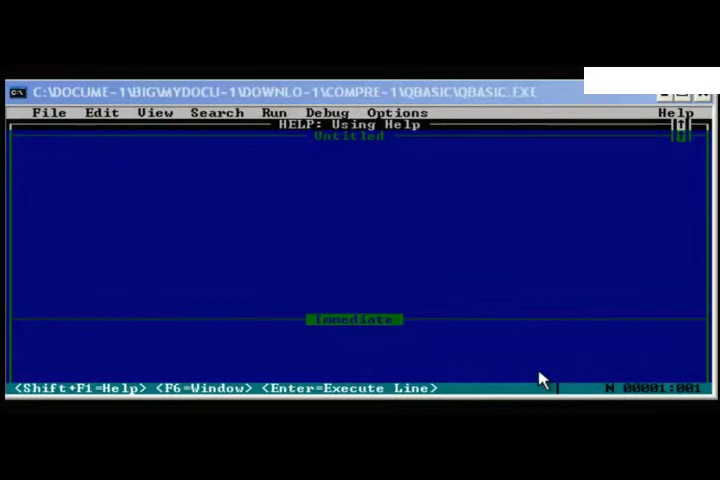 C:\DOCUME~1\BIG\MYDOCU~1\DOWNLO~1\COMPRE~1\QBASIC\QBASIC.EXE
File Edit View Search Run Debug Options Help
HELP: Using Help
Untitled
Immediate
<Shift+F1=Help> <F6=Window> <Enter=Execute Line> N 00001:001